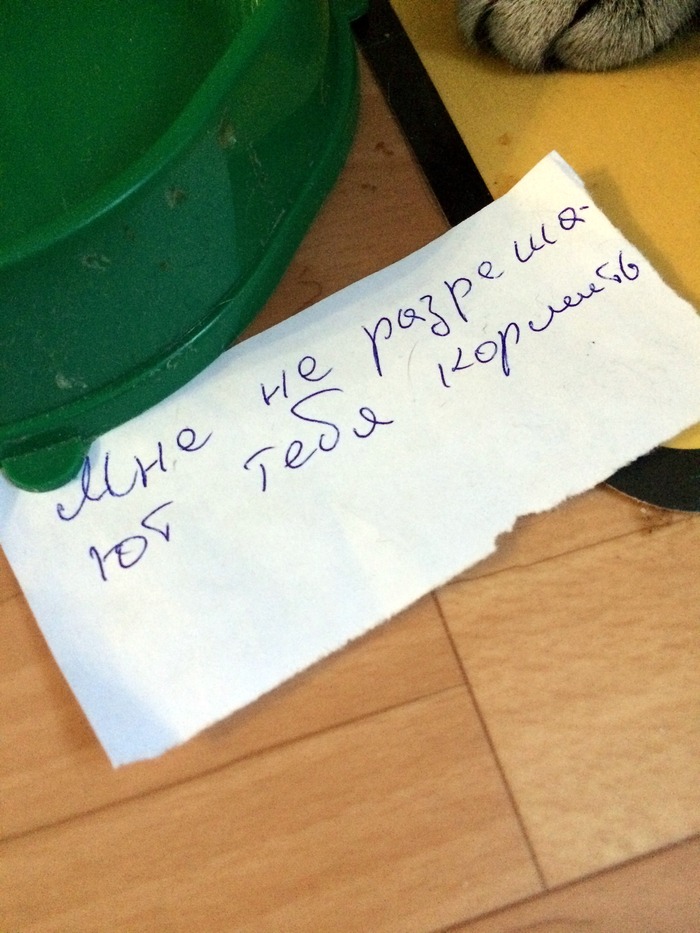 Мне не разреша-
ют тебя кормить